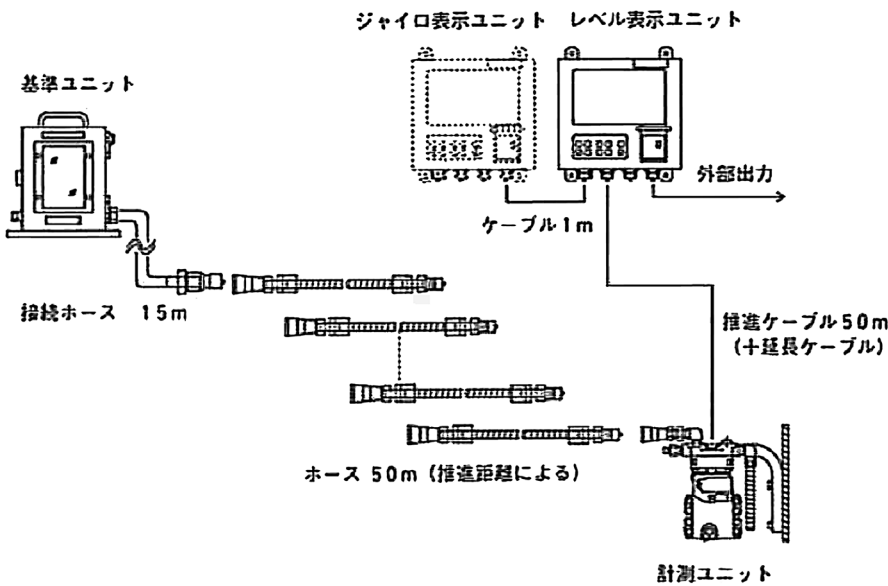 ジャイロ表示ユニット
レベル表示ユニット
基準ユニット
外部出力
ケーブル1m
接続ホース 15m
推進ケーブル50m
(+延長ケーブル)
ホース 50m (推進距離による)
計測ユニット